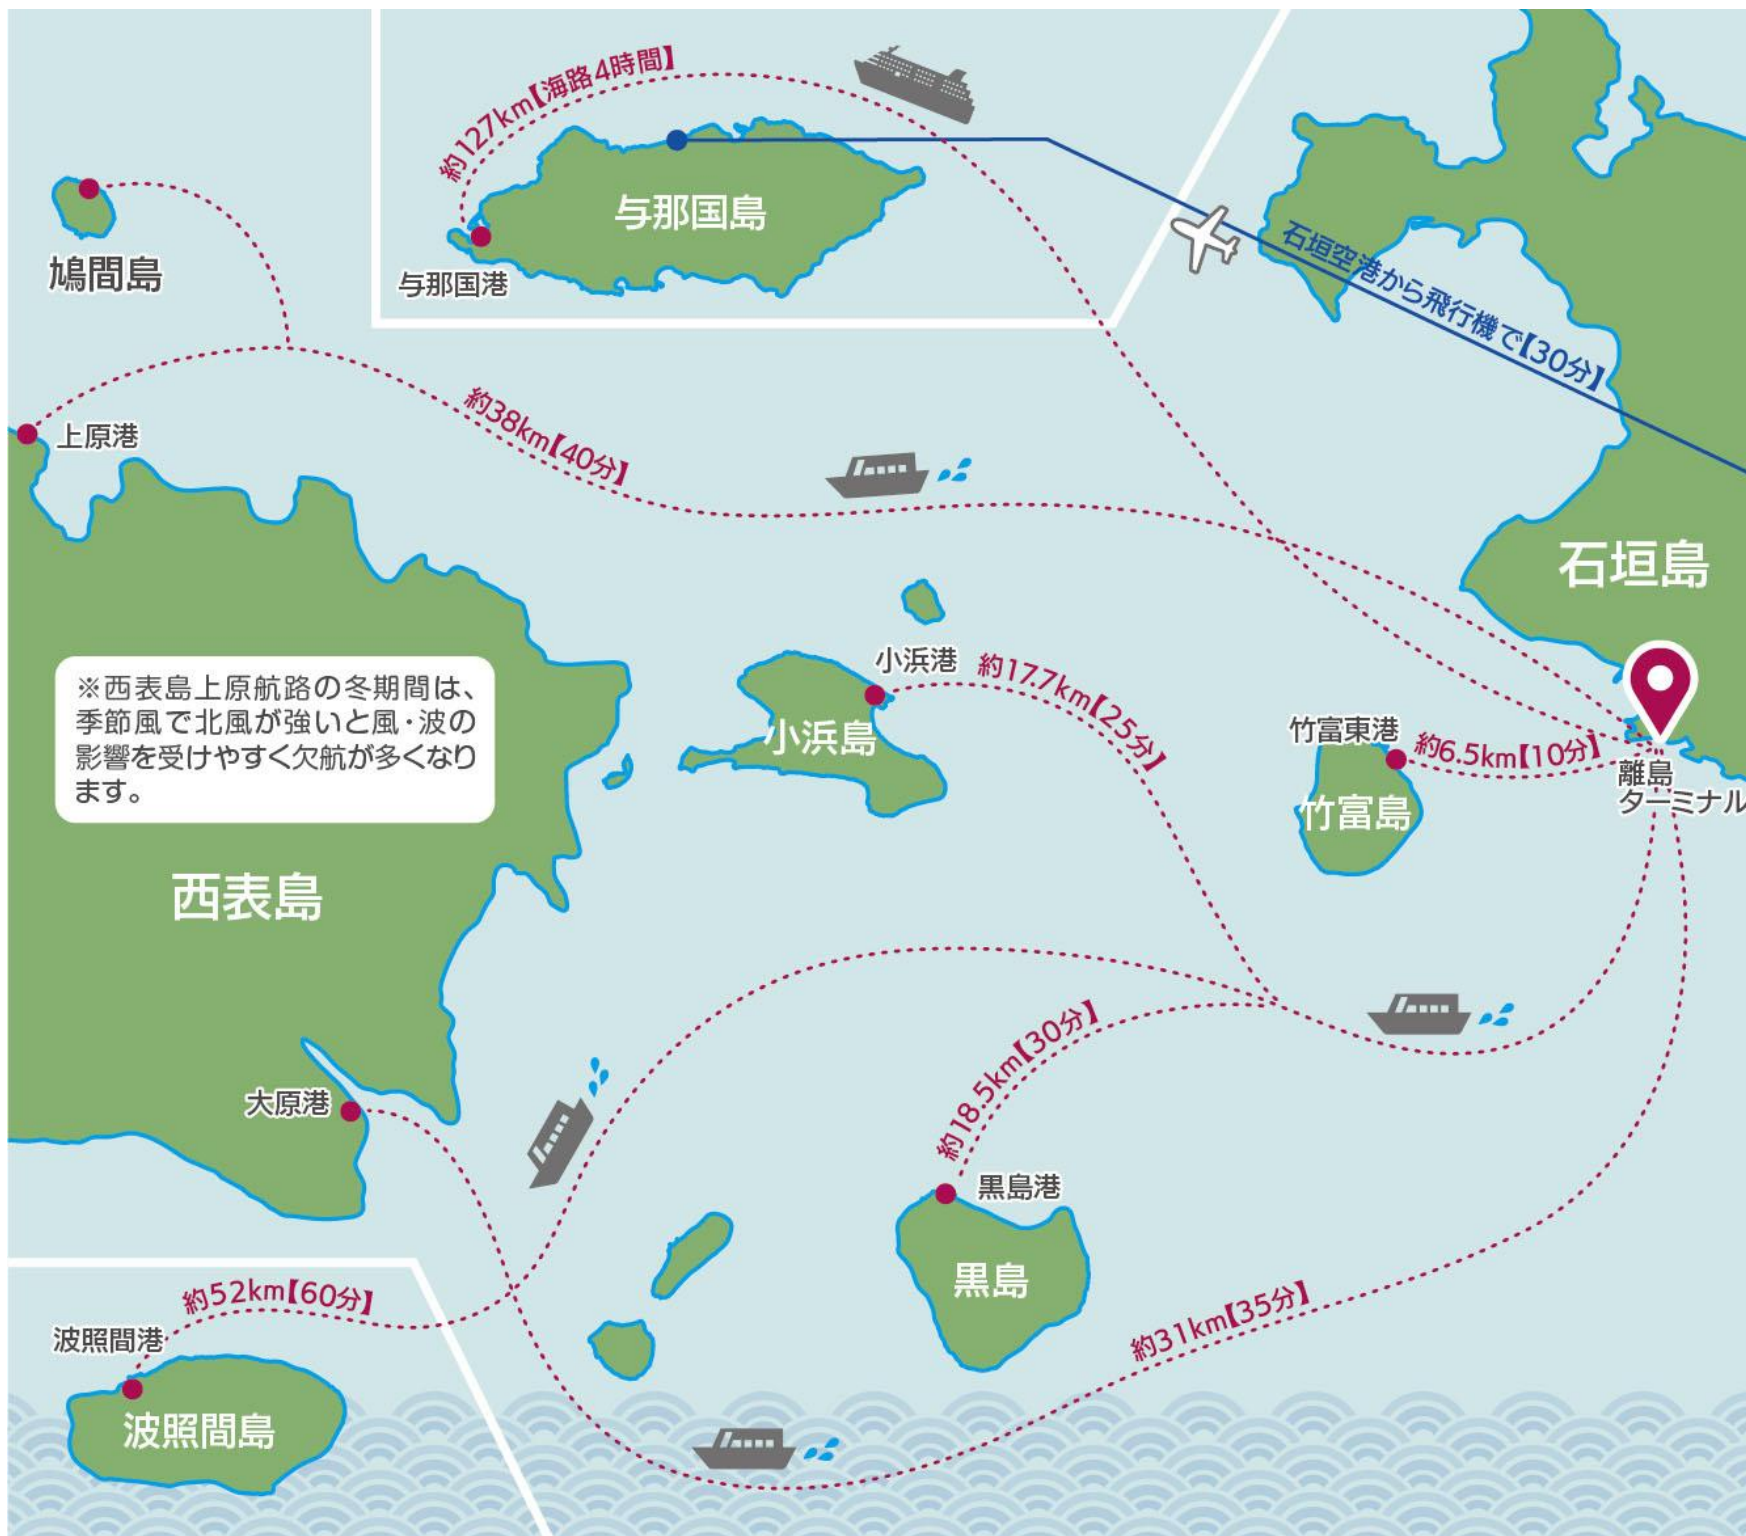 約127km【海路4時間】
与那国島
与那国港
鳩間島
石垣空港から飛行機で【30分】
上原港
約38km【40分】
石垣島
※西表島上原航路の冬期間は、
季節風で北風が強いと風・波の
影響を受けやすく欠航が多くなり
ます。
小浜港
約17.7km【25分】
小浜島
竹富東港
約6.5km【10分】
離島
ターミナル
竹富島
西表島
約18.5km【30分】
大原港
黒島港
黒島
約52km【60分】
約31km【35分】
波照間港
波照間島